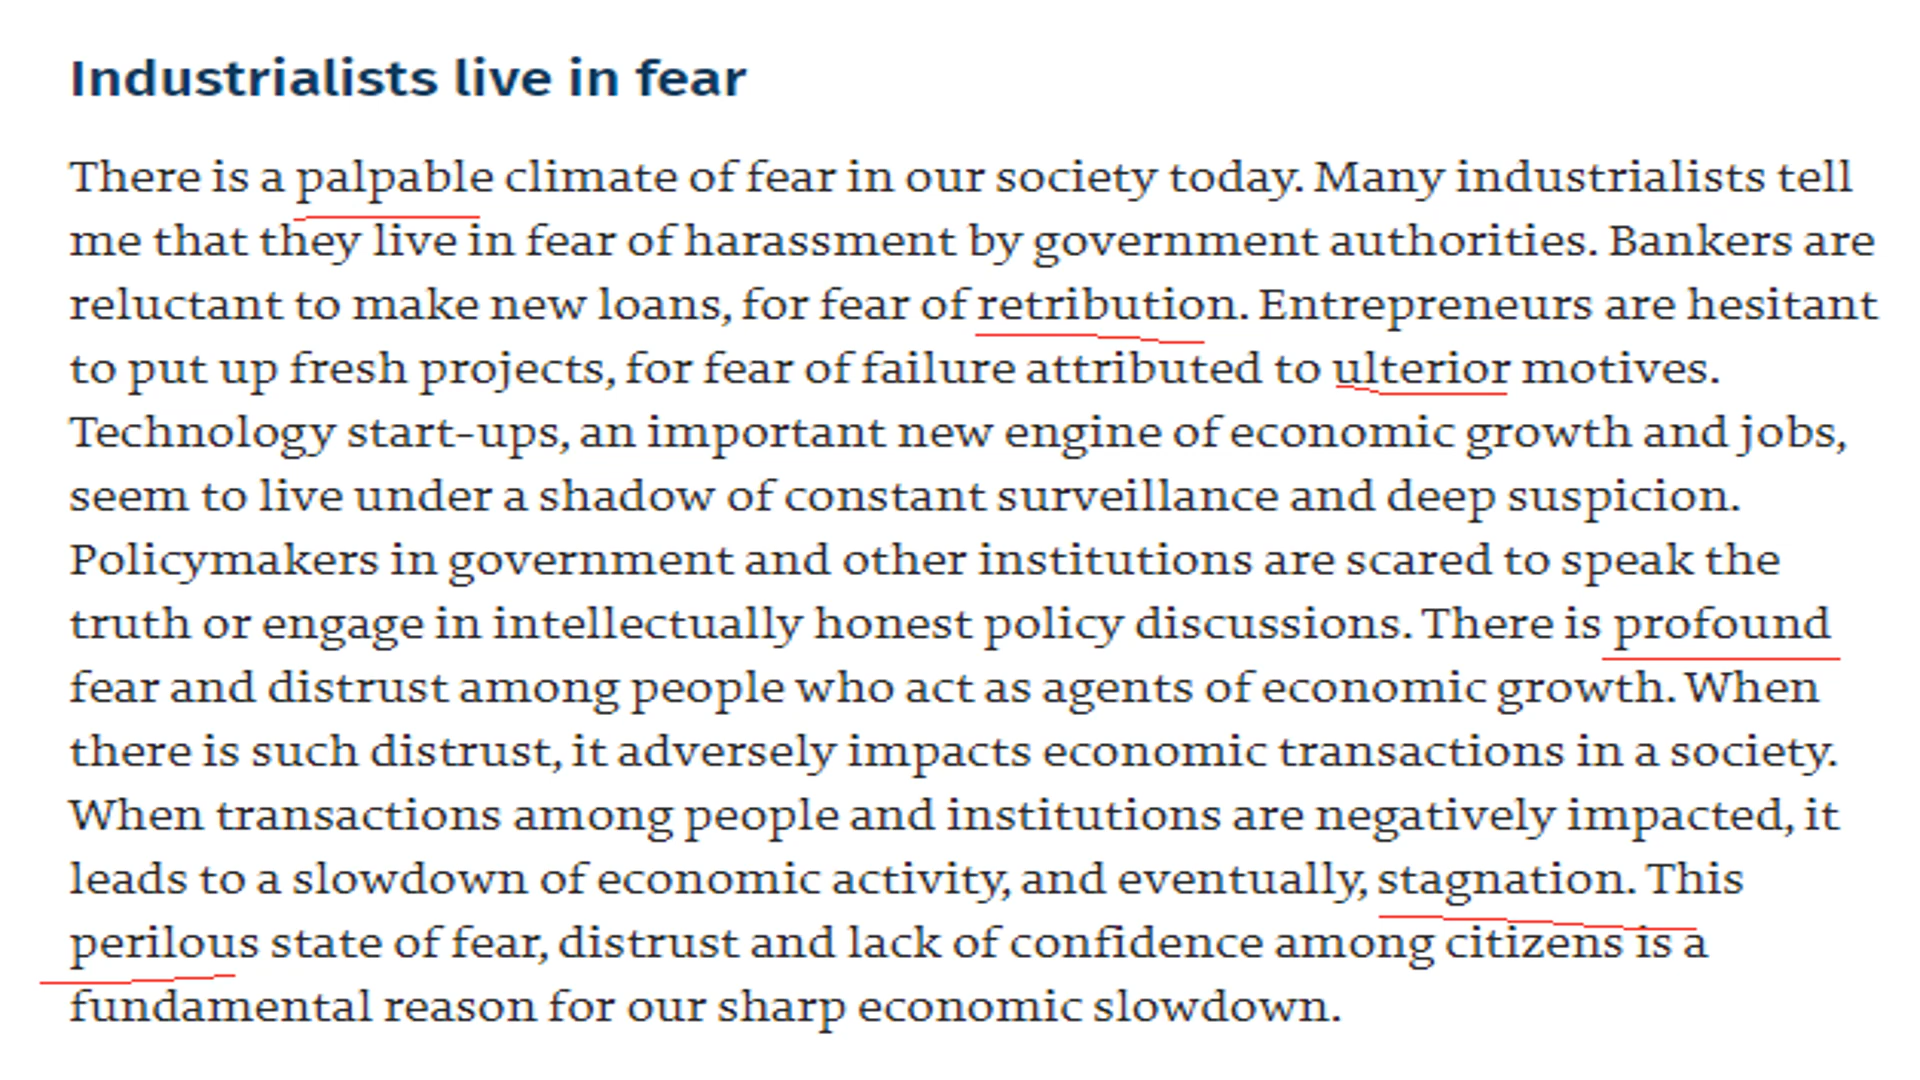 Industrialists live in fear
There is a palpable climate of fear in our society today. Many industrialists tell
me that they live in fear of harassment by government authorities. Bankers are
reluctant to make new loans, for fear of retribution. Entrepreneurs are hesitant
to put up fresh projects, for fear of failure attributed to ulterior motives.
Technology start-ups, an important new engine of economic growth and jobs,
seem to live under a shadow of constant surveillance and deep suspicion.
Policymakers in government and other institutions are scared to speak the
truth or engage in intellectually honest policy discussions. There is profound
fear and distrust among people who act as agents of economic growth. When
there is such distrust, it adversely impacts economic transactions in a society.
When transactions among people and institutions are negatively impacted, it
leads to a slowdown of economic activity, and eventually, stagnation. This
perilous state of fear, distrust and lack of confidence among citizens is a
fundamental reason for our sharp economic slowdown.